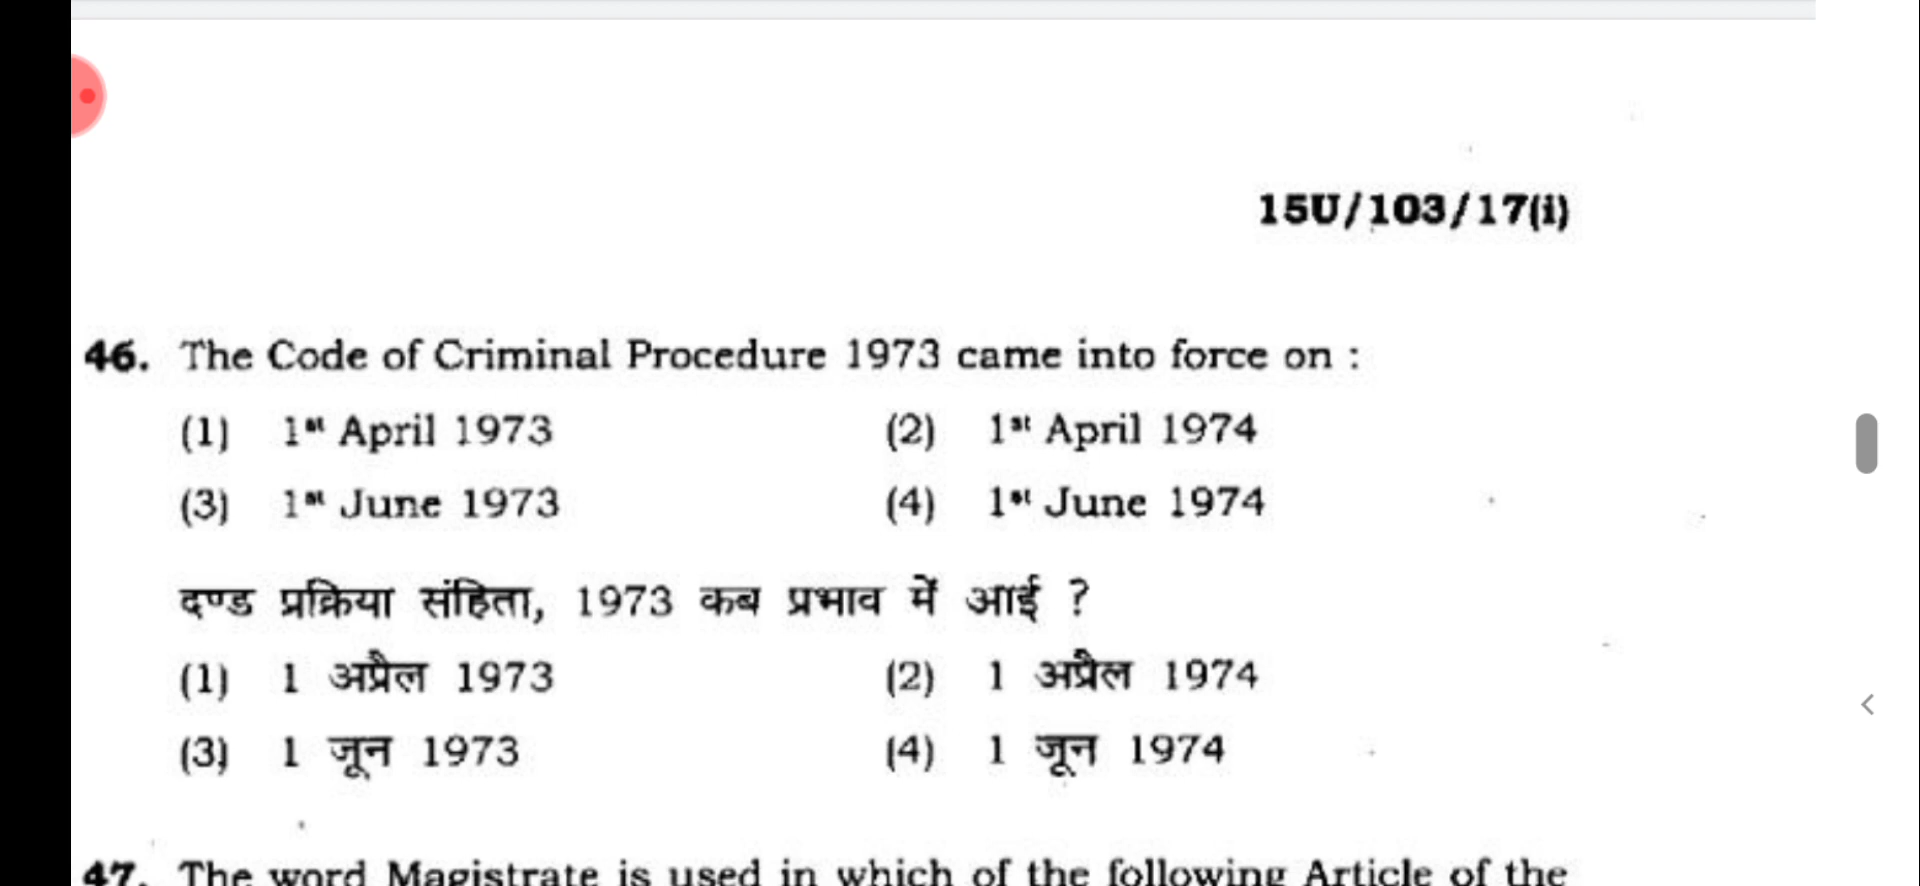 15U/103/17(i)
46. The Code of Criminal Procedure 1973 came into force on :
(1) 1st April 1973 (2) 1st April 1974
(3) 1st June 1973 (4) 1st June 1974
दण्ड प्रक्रिया संहिता, 1973 कब प्रभाव में आई ?
(1) 1 अप्रैल 1973 (2) 1 अप्रैल 1974
(3) 1 जून 1973 (4) 1 जून 1974
47. The word Magistrate is used in which of the following Article of the